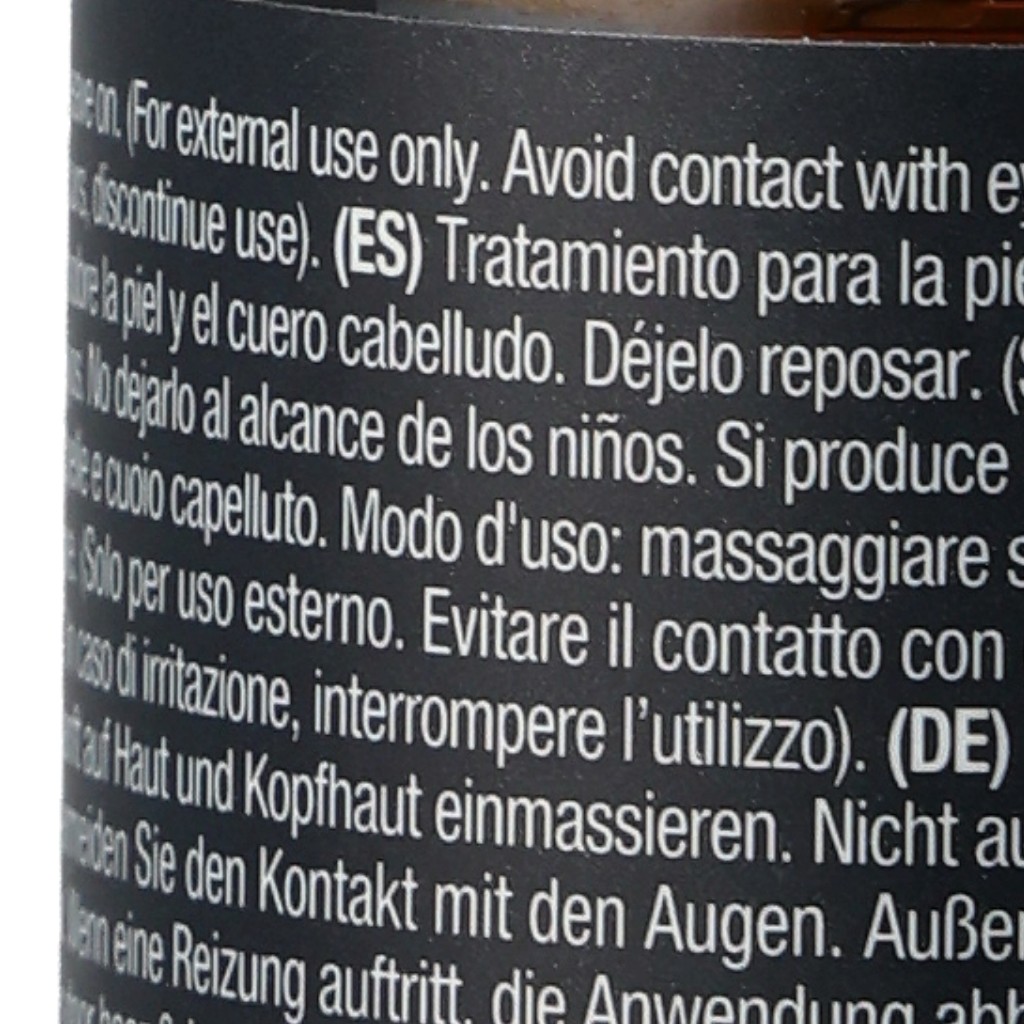 on. (For external use only. Avoid contact with
discontinue use). (ES) Tratamiento para la
la piel y el cuero cabelludo. Déjelo reposar.
No dejarlo al alcance de los niños. Si produce
e cuoio capelluto. Modo d'uso: massaggiare
(Solo per uso esterno. Evitare il contatto con
caso di irritazione, interrompere l’utilizzo). (DE)
auf Haut und Kopfhaut einmassieren. Nicht
Sie den Kontakt mit den Augen.
Wenn eine Reizung auftritt, die Anwendung